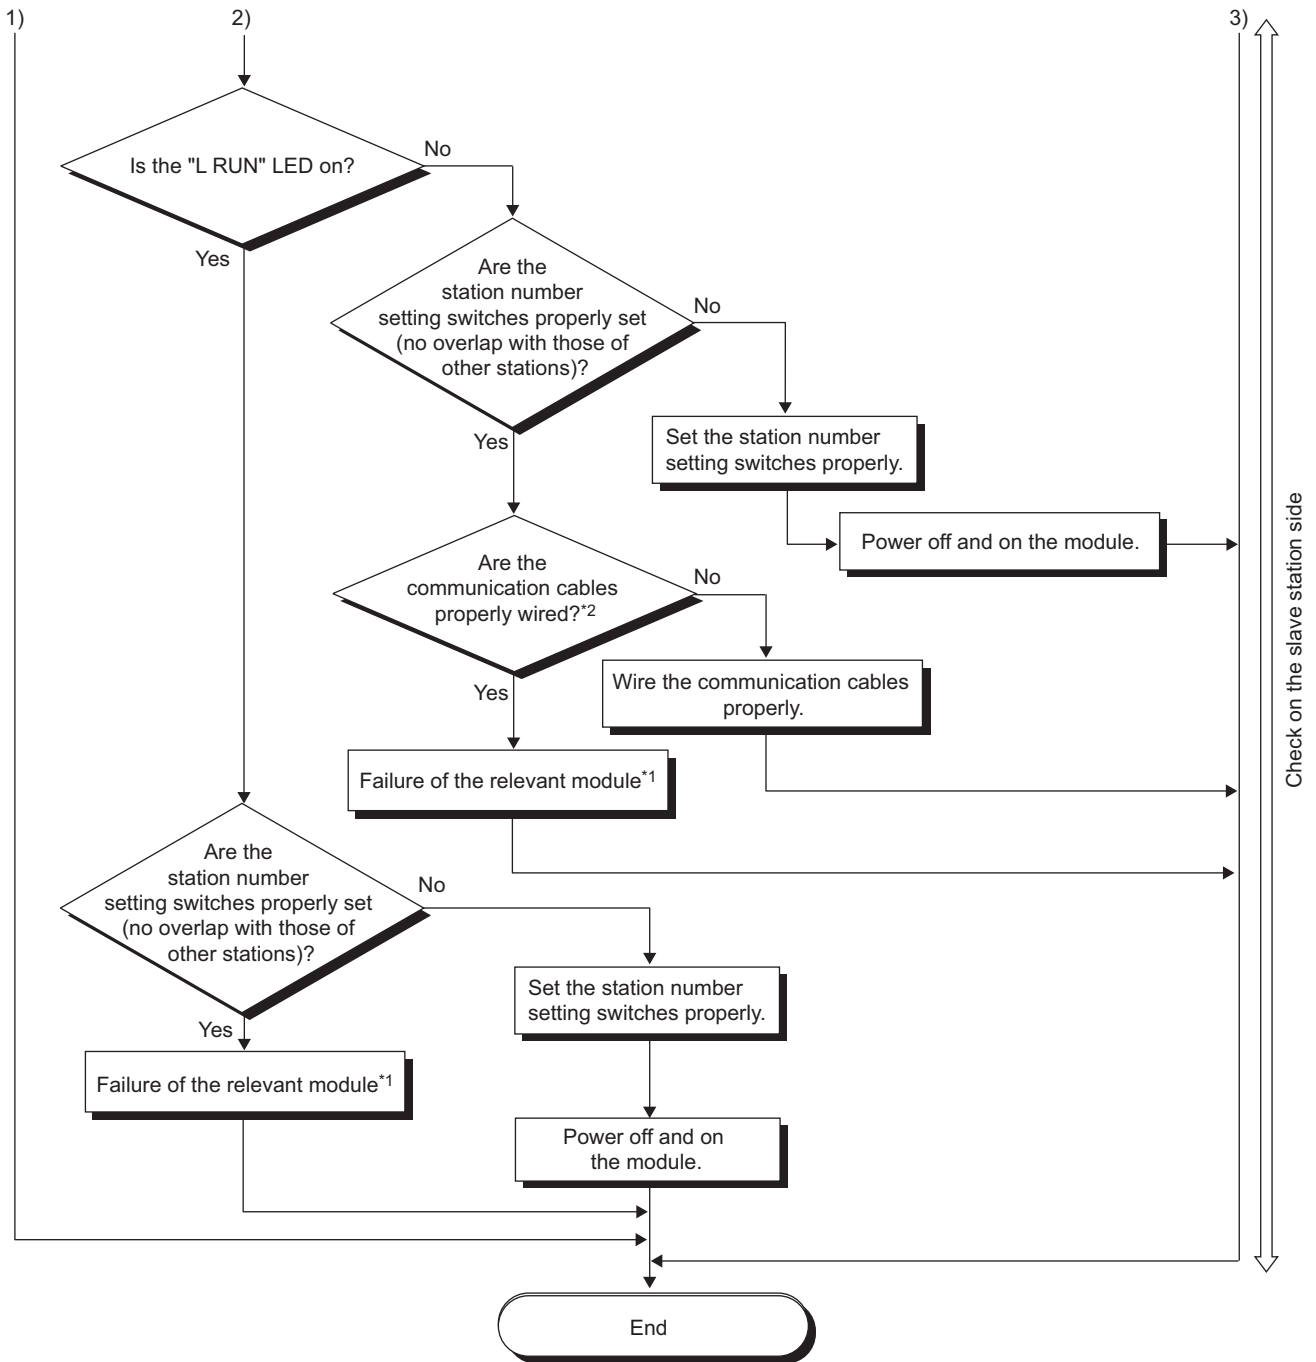 1)
2)
3)
Is the "L RUN" LED on?
No
Yes
Are the
station number
setting switches properly set
(no overlap with those of
other stations)?
No
Yes
Set the station number
setting switches properly.
Power off and on the module.
Are the
communication cables
properly wired?*2
No
Yes
Wire the communication cables
properly.
Failure of the relevant module*1
Are the
station number
setting switches properly set
(no overlap with those of
other stations)?
No
Yes
Set the station number
setting switches properly.
Failure of the relevant module*1
Power off and on
the module.
End
Check on the slave station side